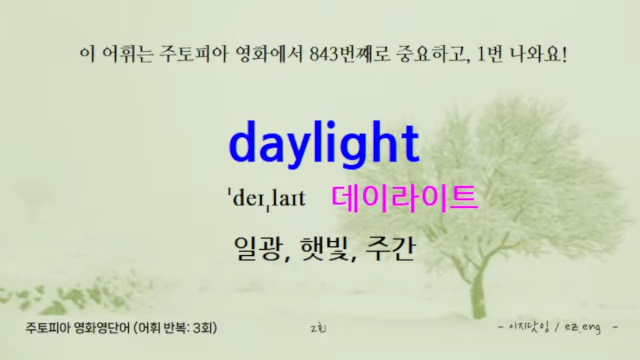 이 어휘는 주토피아 영화에서 843번째로 중요하고, 1번 나와요!
daylight
ˈdeɪˌlaɪt 데이라이트
일광, 햇빛, 주간
주토피아 영화영단어 (어휘 반복: 3회) 2회 - 이지닷잉 / ez.eng -